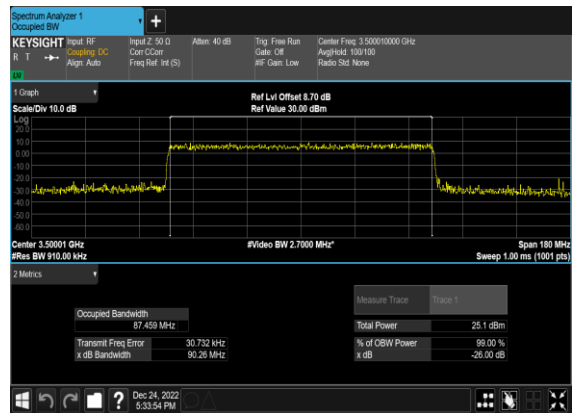 Spectrum Analyzer 1
Occupied BW
+
KEYSIGHT Input: RF Input Z: 50 Ω Atten: 40 dB Trig: Free Run Center Freq: 3.500010000 GHz
R T Coupling: DC Corr CCorr Gate: Off Avg|Hold: 100/100
Align: Auto Freq Ref: Int (S) #IF Gain: Low Radio Std: None
LXI
1 Graph
Ref Lvl Offset 8.70 dB
Scale/Div 10.0 dB Ref Value 30.00 dBm
Log
20.0
10.0
0.00
-10.0
-20.0
-30.0
-40.0
-50.0
-60.0
Center 3.50001 GHz #Video BW 2.7000 MHz* Span 180 MHz
#Res BW 910.00 kHz Sweep 1.00 ms (1001 pts)
2 Metrics
Measure Trace Trace 1
Occupied Bandwidth
87.459 MHz Total Power 25.1 dBm
Transmit Freq Error 30.732 kHz % of OBW Power 99.00 %
x dB Bandwidth 90.26 MHz x dB -26.00 dB
?
Dec 24, 2022
5:33:54 PM